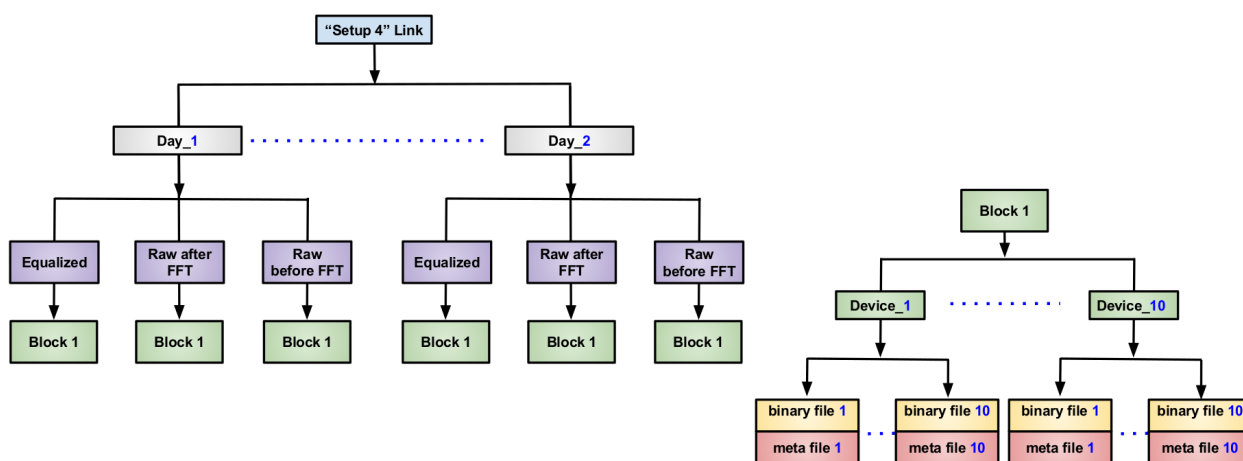 “Setup 4” Link
Day_1
Day_2
Equalized
Raw after
FFT
Raw
before FFT
Equalized
Raw after
FFT
Raw
before FFT
Block 1
Block 1
Block 1
Block 1
Block 1
Block 1
Block 1
Device_1
Device_10
binary file 1
meta file 1
binary file 10
meta file 10
binary file 1
meta file 1
binary file 10
meta file 10